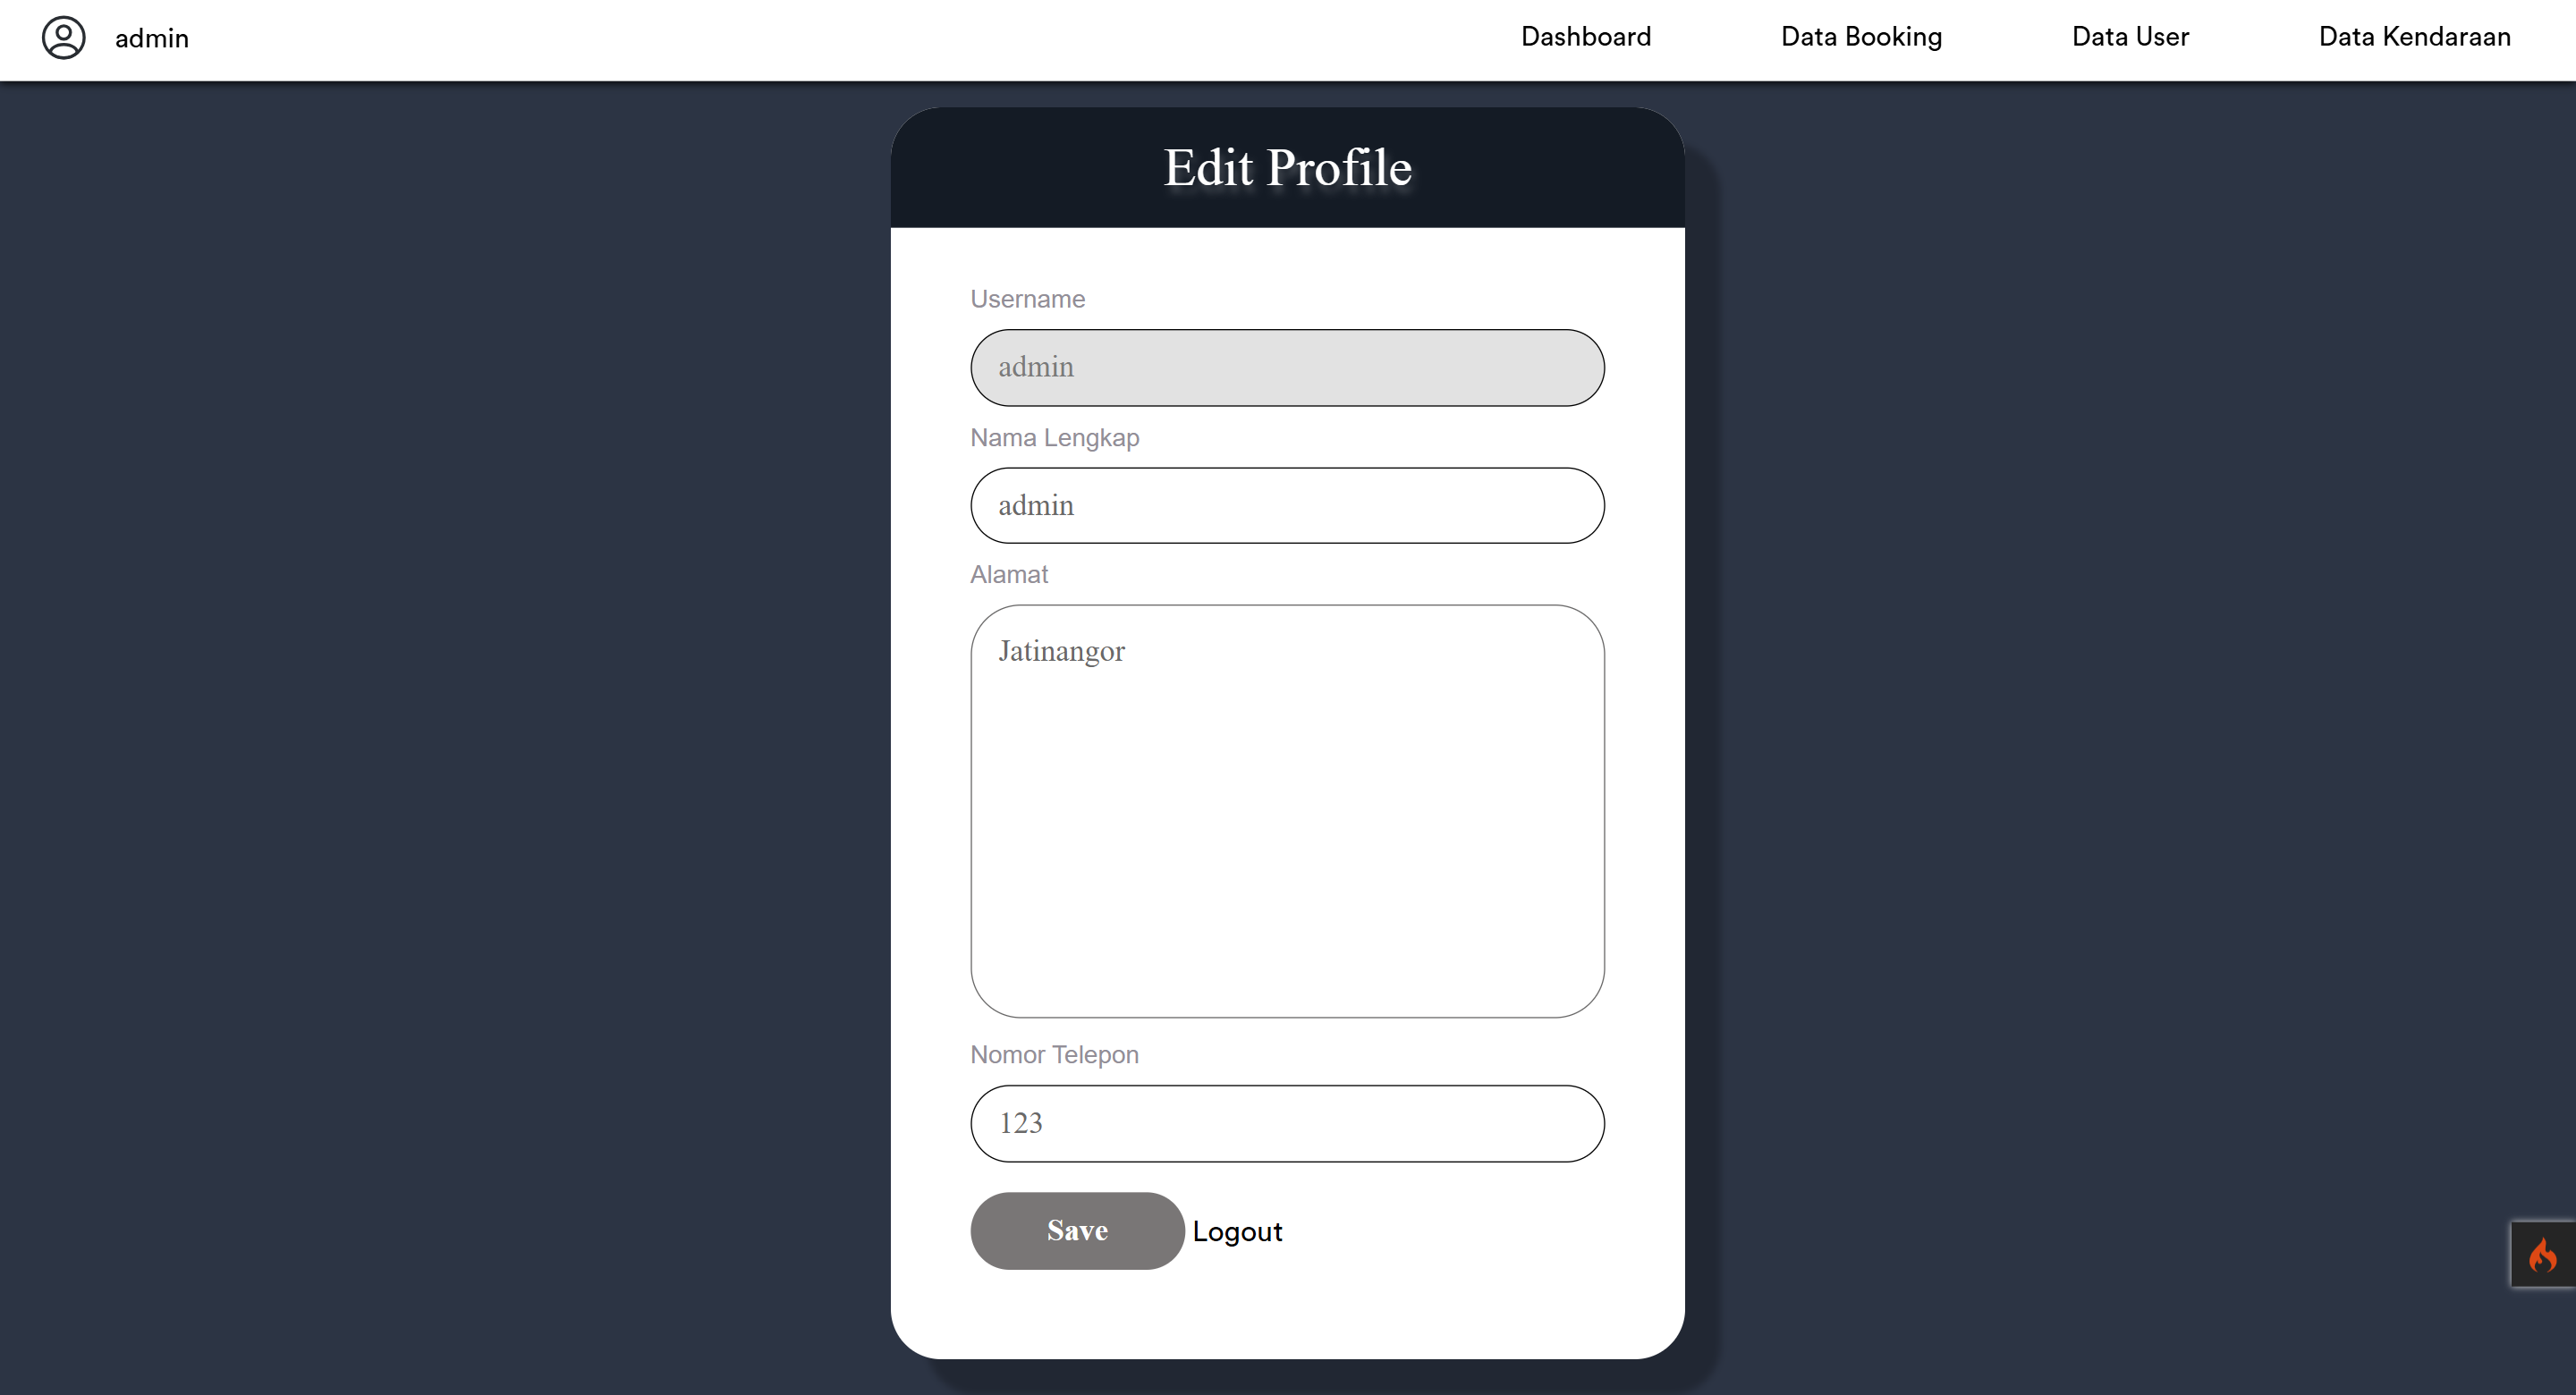 admin
Dashboard
Data Booking
Data User
Data Kendaraan
Edit Profile
Username
admin
Nama Lengkap
admin
Alamat
Jatinangor
Nomor Telepon
123
Save
Logout